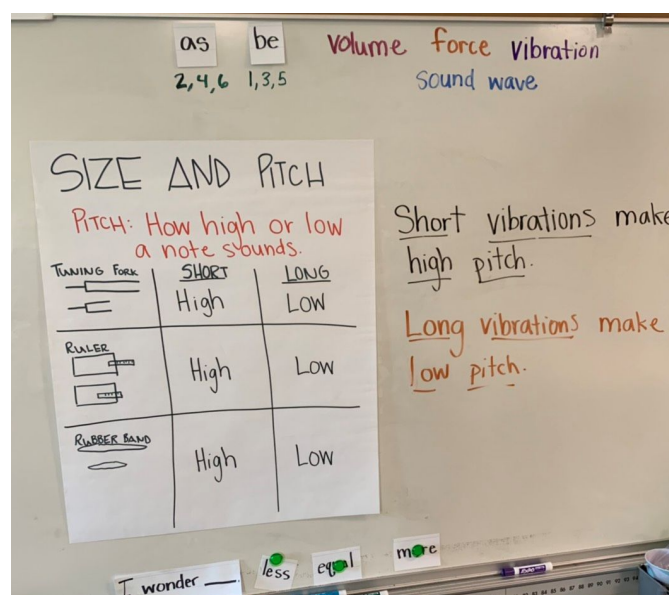 as be
2,4,6 1,3,5
volume force vibration
sound wave
SIZE AND PITCH
PITCH: How high or low
a note sounds.
TUNING FORK SHORT LONG
High LOW
RULER
High LOW
RUBBER BAND
High LOW
Short vibrations make
high pitch.
Long vibrations make
low pitch.
I wonder
less equal more